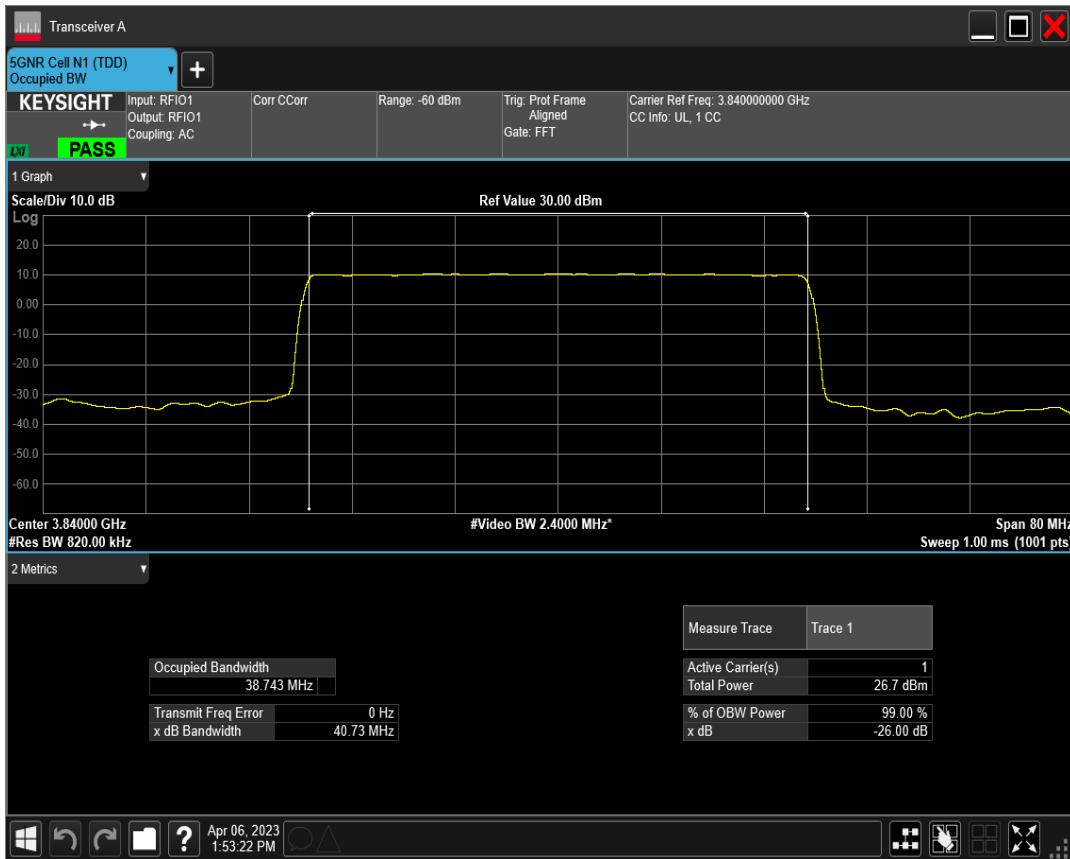 Transceiver A
5GNR Cell N1 (TDD)
Occupied BW
+
KEYSIGHT
LXI
PASS
Input: RFIO1
Output: RFIO1
Coupling: AC
Corr CCorr
Range: -60 dBm
Trig: Prot Frame
Aligned
Gate: FFT
Carrier Ref Freq: 3.840000000 GHz
CC Info: UL, 1 CC
1 Graph
Scale/Div 10.0 dB
Ref Value 30.00 dBm
Log
20.0
10.0
0.00
-10.0
-20.0
-30.0
-40.0
-50.0
-60.0
Center 3.84000 GHz
#Video BW 2.4000 MHz*
Span 80 MHz
#Res BW 820.00 kHz
Sweep 1.00 ms (1001 pts)
2 Metrics
Measure Trace Trace 1
Occupied Bandwidth
38.743 MHz
Transmit Freq Error 0 Hz
x dB Bandwidth 40.73 MHz
Active Carrier(s) 1
Total Power 26.7 dBm
% of OBW Power 99.00 %
x dB -26.00 dB
?
Apr 06, 2023
1:53:22 PM